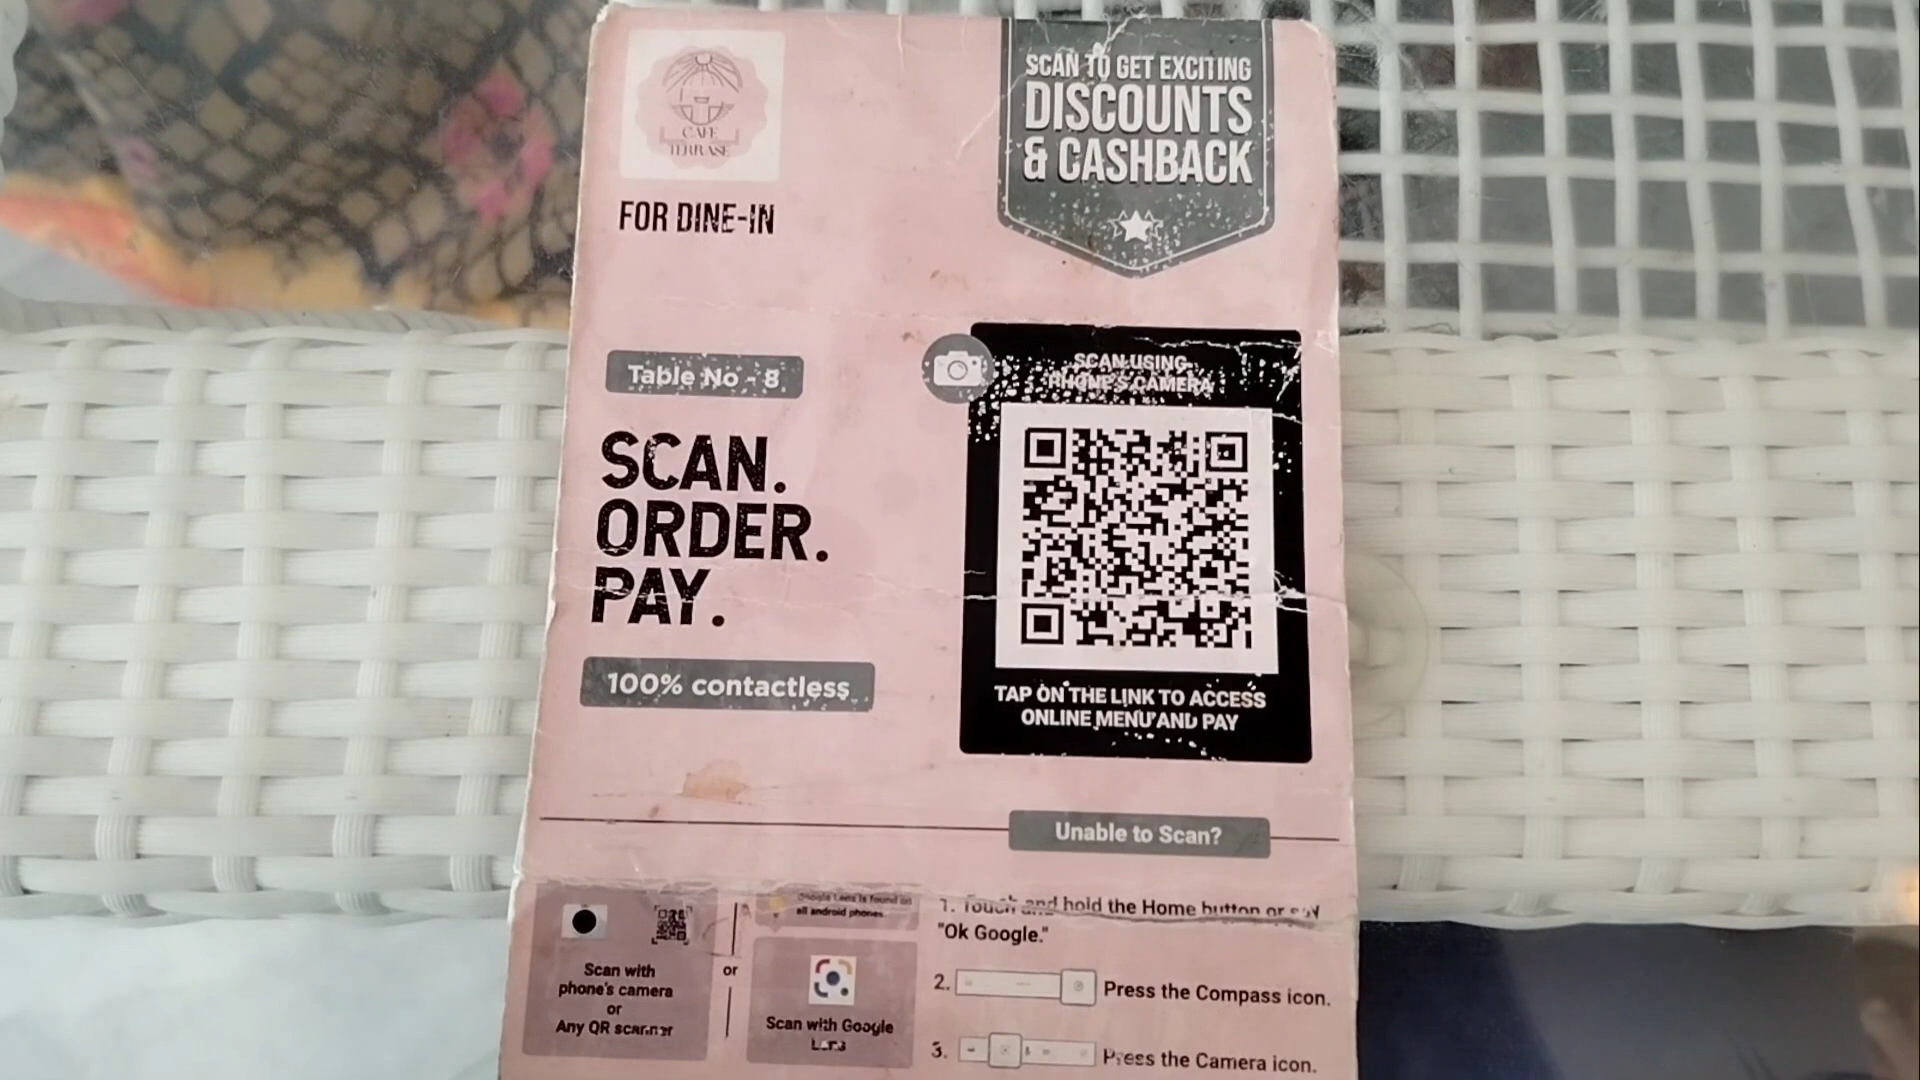 CAFE
TERRASE
FOR DINE-IN
SCAN TO GET EXCITING
DISCOUNTS
& CASHBACK
Table No - 8
SCAN.
ORDER.
PAY.
100% contactless
SCAN USING
PHONE'S CAMERA
TAP ON THE LINK TO ACCESS
ONLINE MENU AND PAY
Unable to Scan?
Scan with
phone's camera
or
Any QR scanner
or
Google Lens is found on
all android phones.
Scan with Google
Lens
1. Touch and hold the Home button or say
"Ok Google."
2. Press the Compass icon.
3. Press the Camera icon.